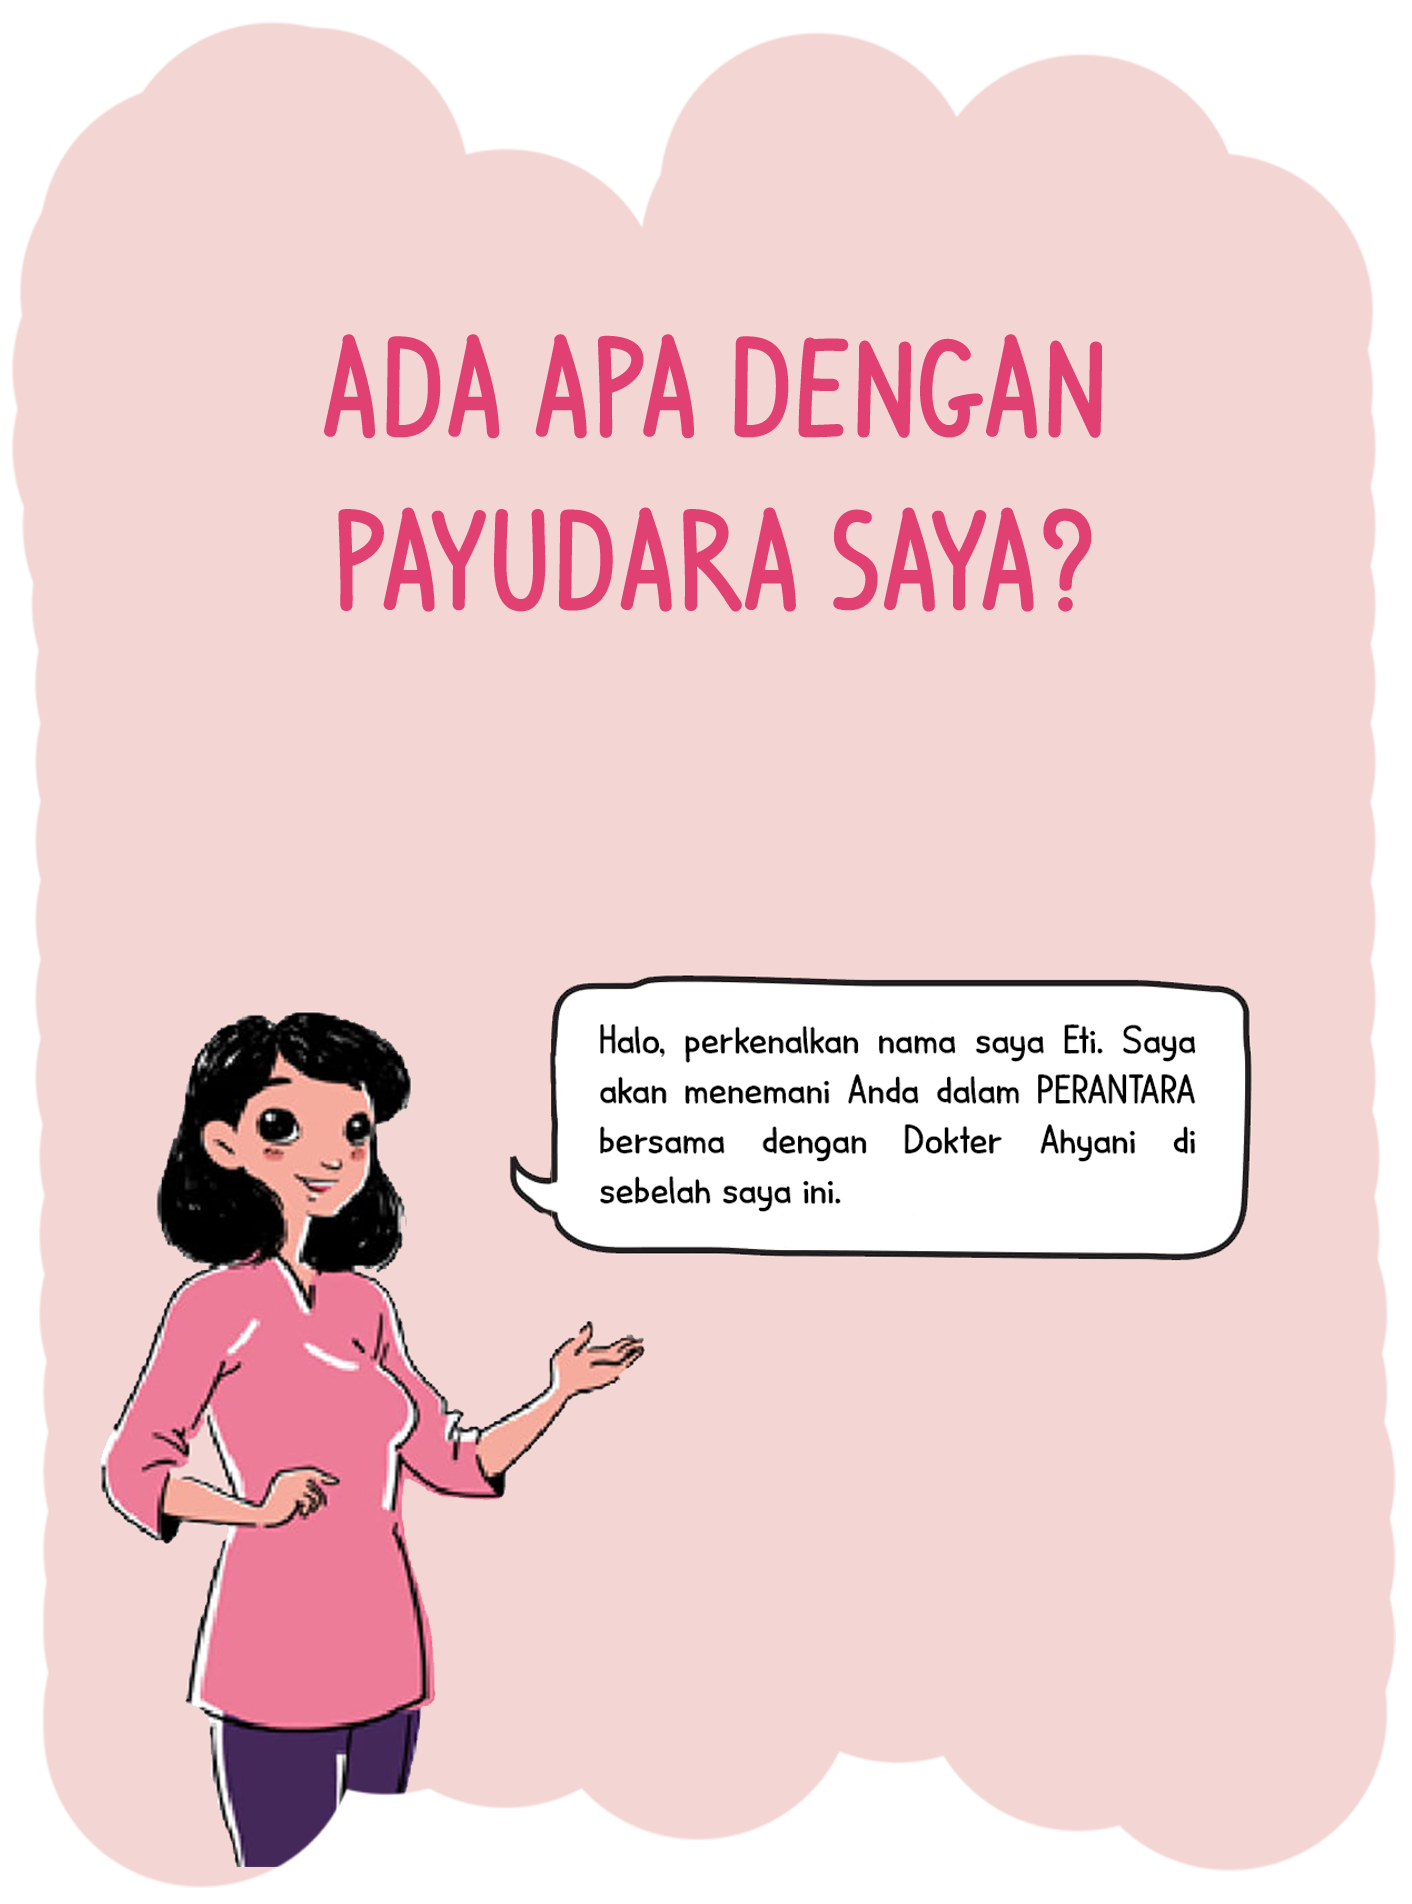 ADA APA DENGAN
PAYUDARA SAYA?
Halo, perkenalkan nama saya Eti. Saya
akan menemani Anda dalam PERANTARA
bersama dengan Dokter Ahyani di
sebelah saya ini.